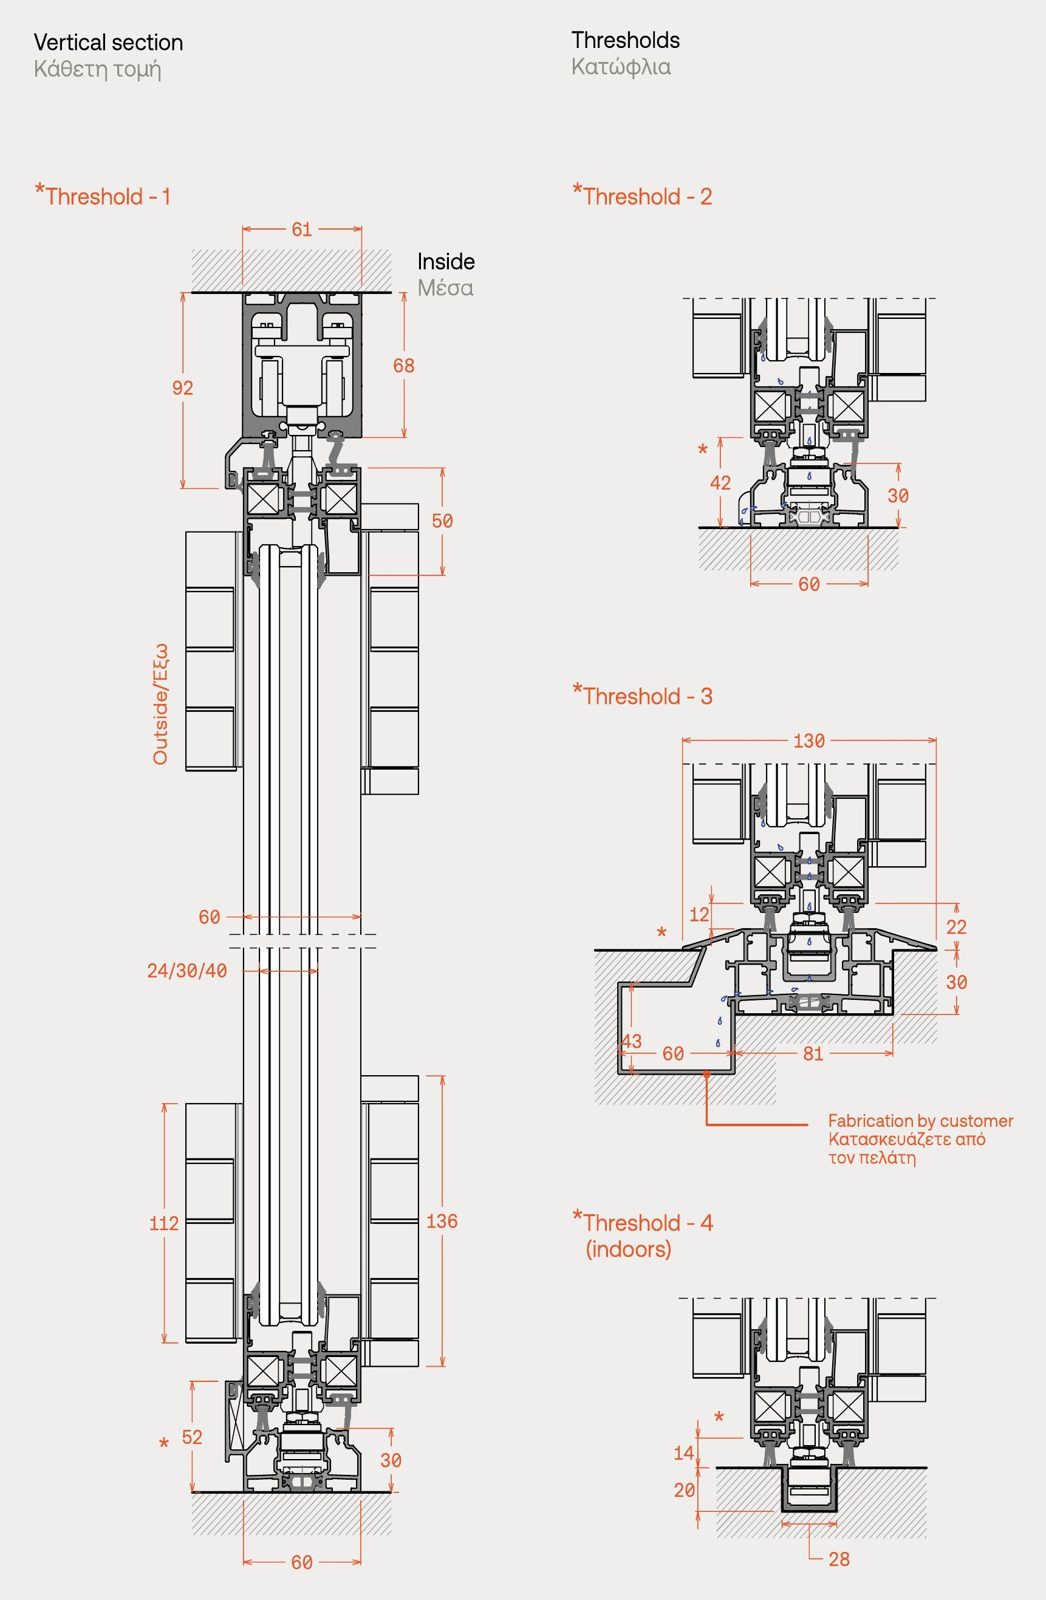 Vertical section
Κάθετη τομή
Thresholds
Κατώφλια
*Threshold - 1
61
Inside
Μέσα
92
68
50
Outside/Έξω
60
24/30/40
112
136
* 52
30
60
*Threshold - 2
*
42
30
60
*Threshold - 3
130
12
22
*
30
43
60
81
Fabrication by customer
Κατασκευάζετε από
τον πελάτη
*Threshold - 4
(indoors)
*
14
20
28